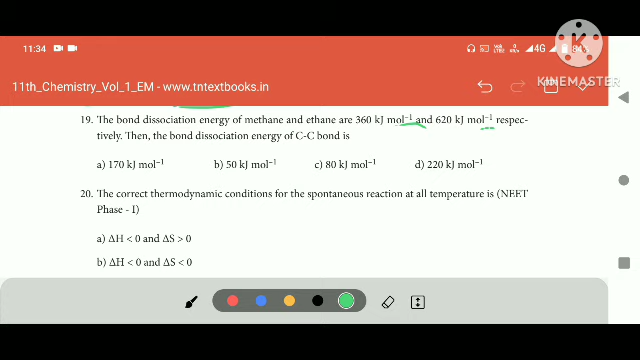 11:34
4G
84%
KINEMASTER
11th_Chemistry_Vol_1_EM - www.tntextbooks.in
19. The bond dissociation energy of methane and ethane are 360 kJ mol⁻¹ and 620 kJ mol⁻¹ respec-
tively. Then, the bond dissociation energy of C-C bond is
a) 170 kJ mol⁻¹ b) 50 kJ mol⁻¹ c) 80 kJ mol⁻¹ d) 220 kJ mol⁻¹
20. The correct thermodynamic conditions for the spontaneous reaction at all temperature is (NEET
Phase - I)
a) ΔH < 0 and ΔS > 0
b) ΔH < 0 and ΔS < 0